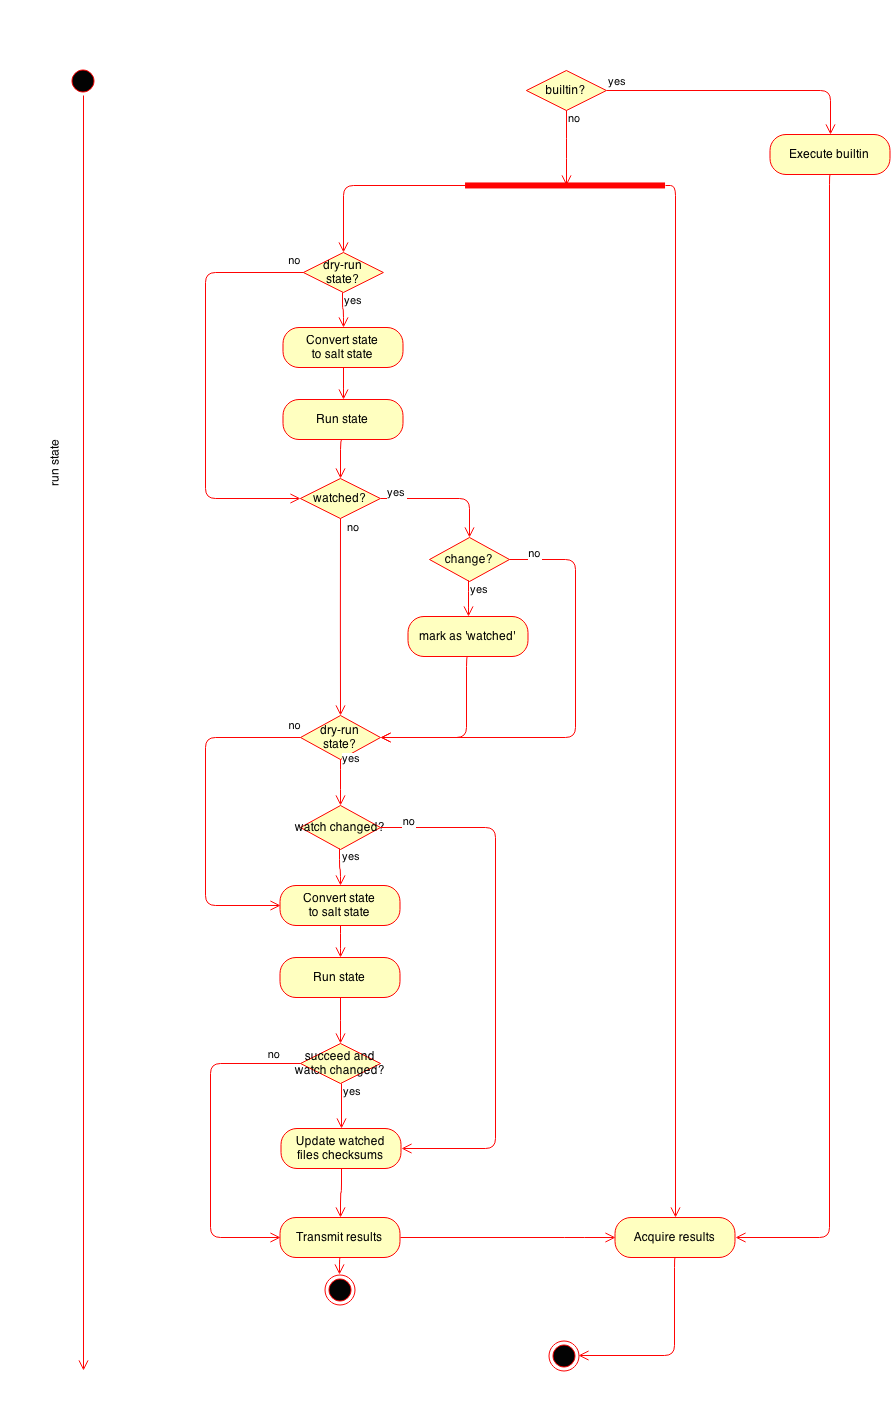 builtin?
yes
no
Execute builtin
no
dry-run
state?
yes
Convert state
to salt state
Run state
run state
watched?
yes
no
change?
no
yes
mark as 'watched'
no
dry-run
state?
yes
watch changed?
no
yes
Convert state
to salt state
Run state
no
succeed and
watch changed?
yes
Update watched
files checksums
Transmit results
Acquire results